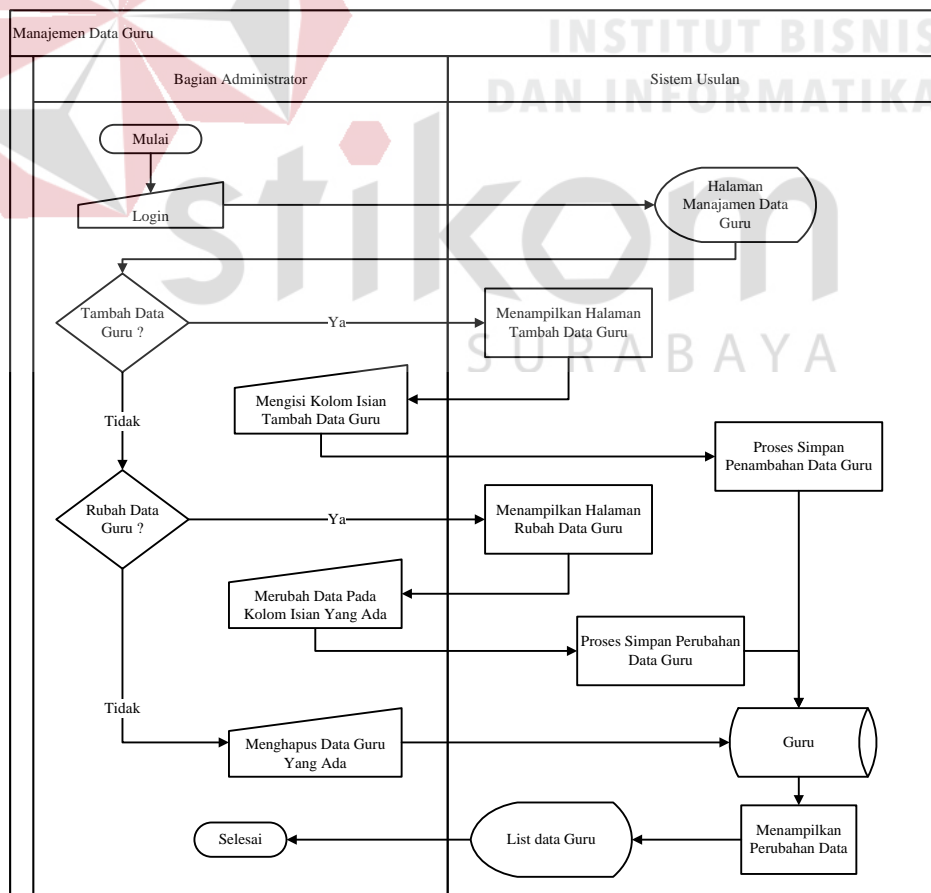 Manajemen Data Guru
INSTITUT BISNIS
Bagian Administrator
Sistem Usulan
DAN INFORMATIKA
Mulai
stikom
Login
Halaman
Manajaman Data
Guru
Tambah Data
Guru ?
Ya
Menampilkan Halaman
Tambah Data Guru
SURABAYA
Mengisi Kolom Isian
Tambah Data Guru
Tidak
Proses Simpan
Penambahan Data Guru
Rubah Data
Guru ?
Ya
Menampilkan Halaman
Rubah Data Guru
Merubah Data Pada
Kolom Isian Yang Ada
Proses Simpan Perubahan
Data Guru
Tidak
Menghapus Data Guru
Yang Ada
Guru
Selesai
List data Guru
Menampilkan
Perubahan Data